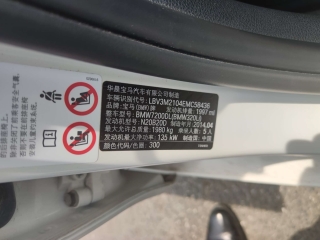 华晨宝马汽车有限公司制造
车辆识别代号: LBV3M2104EMC58436
品牌: 宝马(BMW)牌 发动机排量: 1997 ml
整车型号: BMW7200DL(BMW320Li)
发动机型号: N20B20D 制造年月: 2014.04
最大允许总质量: 1980 kg 乘坐人数: 5 人
发动机最大净功率: 135 kW 中国制造
颜色代码/色圈: 300